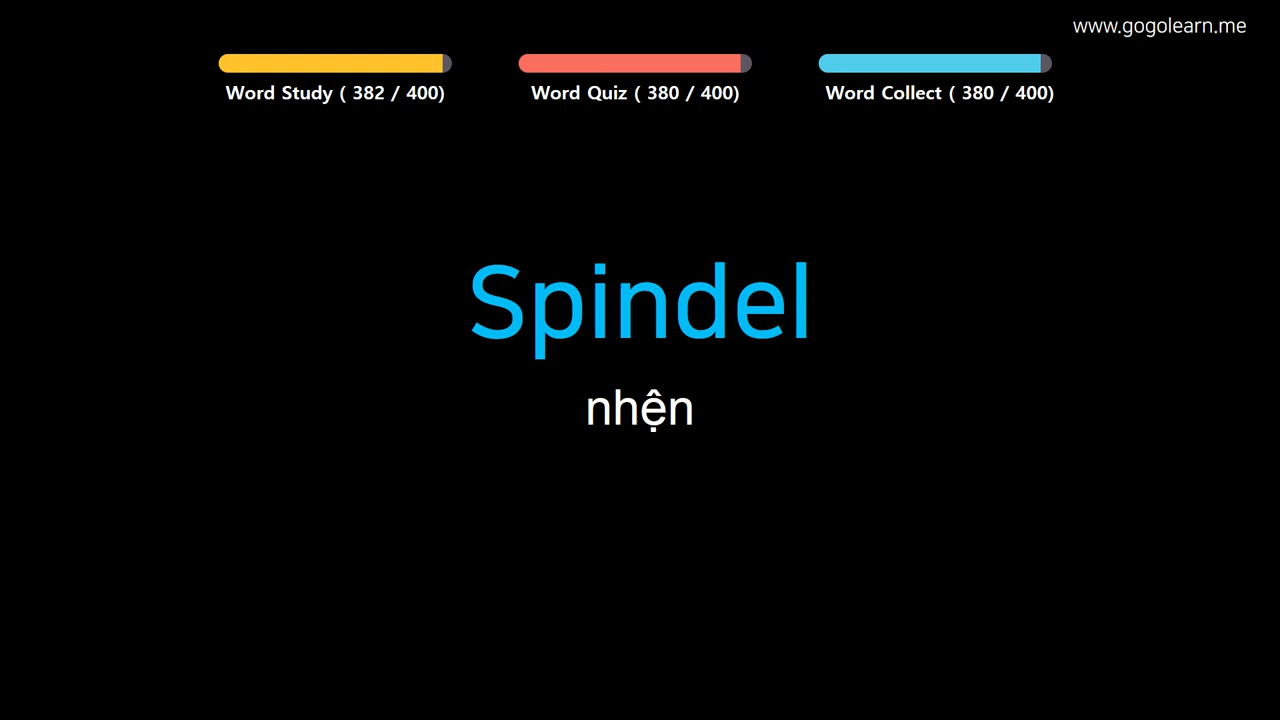 www.gogolearn.me
Word Study ( 382 / 400)
Word Quiz ( 380 / 400)
Word Collect ( 380 / 400)
Spindel
nhện